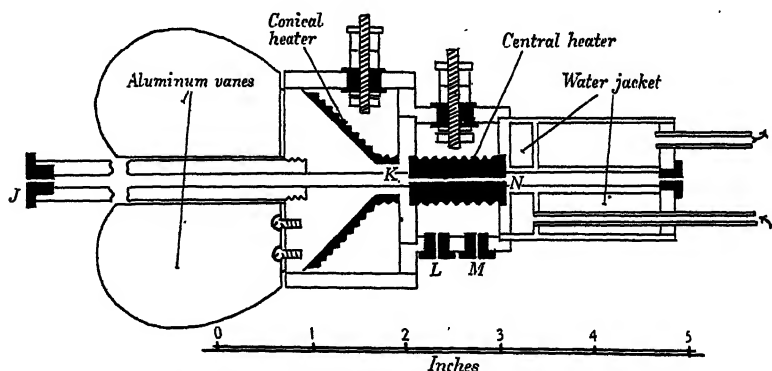 Conical
heater
Central heater
Aluminum vanes
Water jacket
J
K
N
L
M
0 1 2 3 4 5
Inches